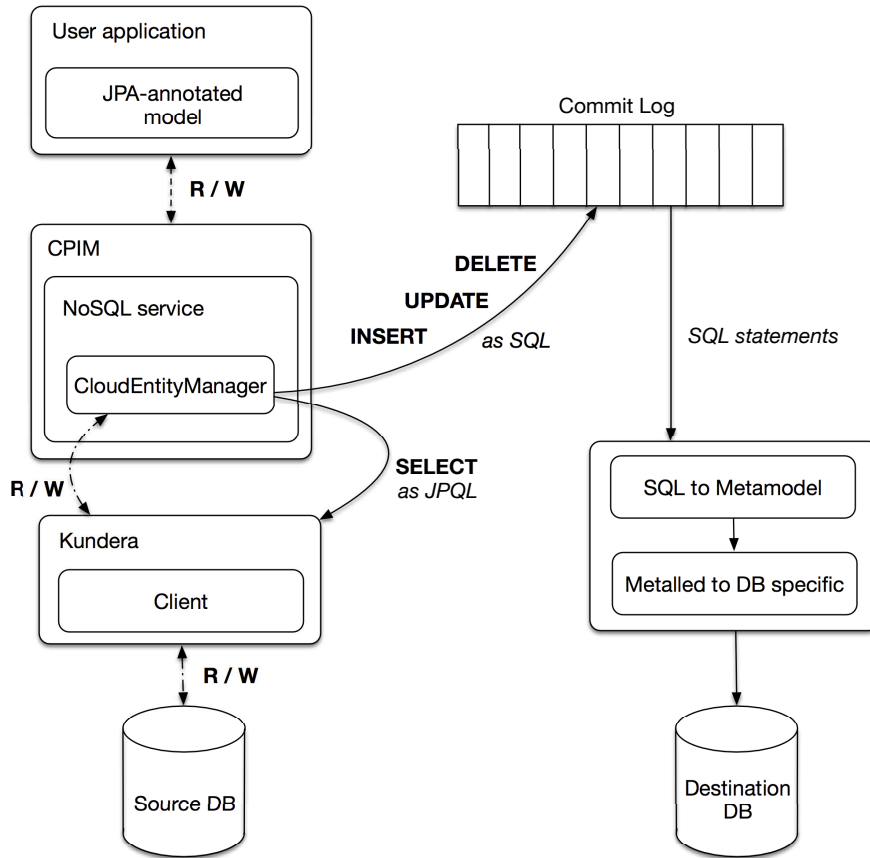 User application
JPA-annotated
model
Commit Log
R / W
CPIM
NoSQL service
CloudEntityManager
DELETE
UPDATE
INSERT
as SQL
SQL statements
R / W
SELECT
as JPQL
Kundera
Client
SQL to Metamodel
Metalled to DB specific
R / W
Source DB
Destination
DB